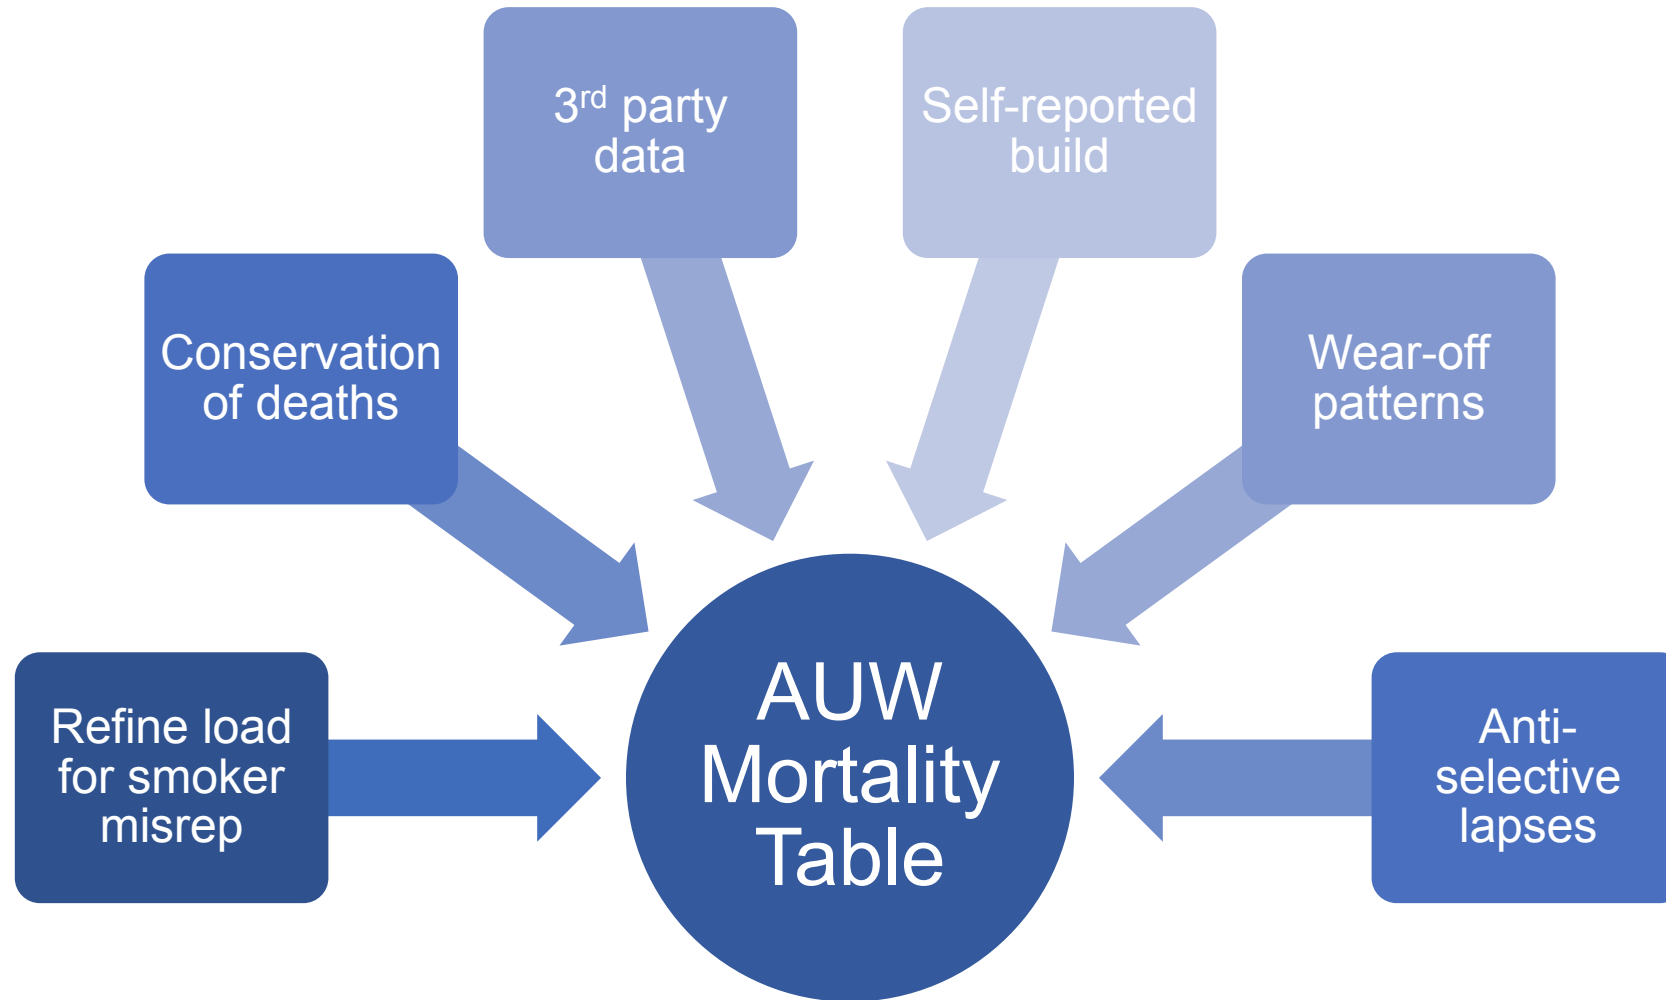 3rd party
data
Self-reported
build
Conservation
of deaths
Wear-off
patterns
Refine load
for smoker
misrep
AUW
Mortality
Table
Anti-
selective
lapses